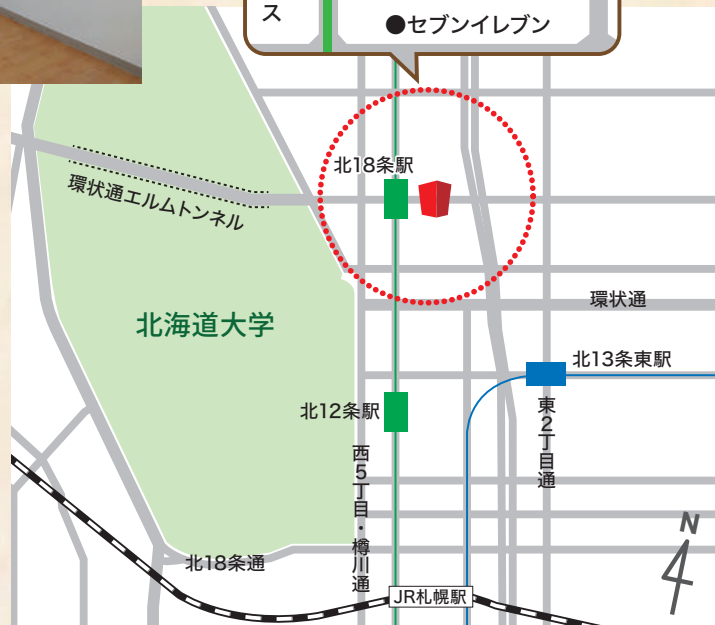 ス
●セブンイレブン
北18条駅
環状通エルムトンネル
環状通
北海道大学
北13条東駅
北12条駅
東2丁目通
西5丁目・樽川通
北18条通
JR札幌駅
N